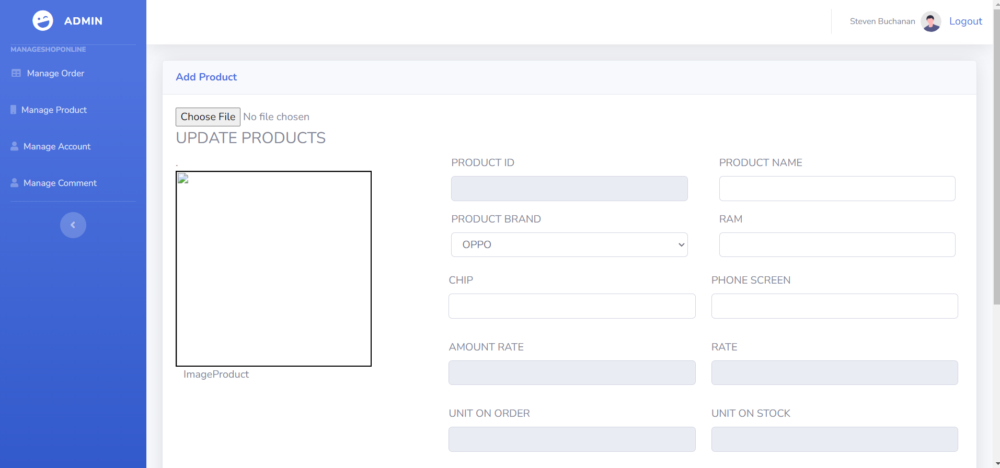 ADMIN
MANAGESHOPONLINE
Manage Order
Manage Product
Manage Account
Manage Comment
Steven Buchanan
Logout
Add Product
Choose File No file chosen
UPDATE PRODUCTS
.
ImageProduct
PRODUCT ID
PRODUCT NAME
PRODUCT BRAND
RAM
OPPO
CHIP
PHONE SCREEN
AMOUNT RATE
RATE
UNIT ON ORDER
UNIT ON STOCK